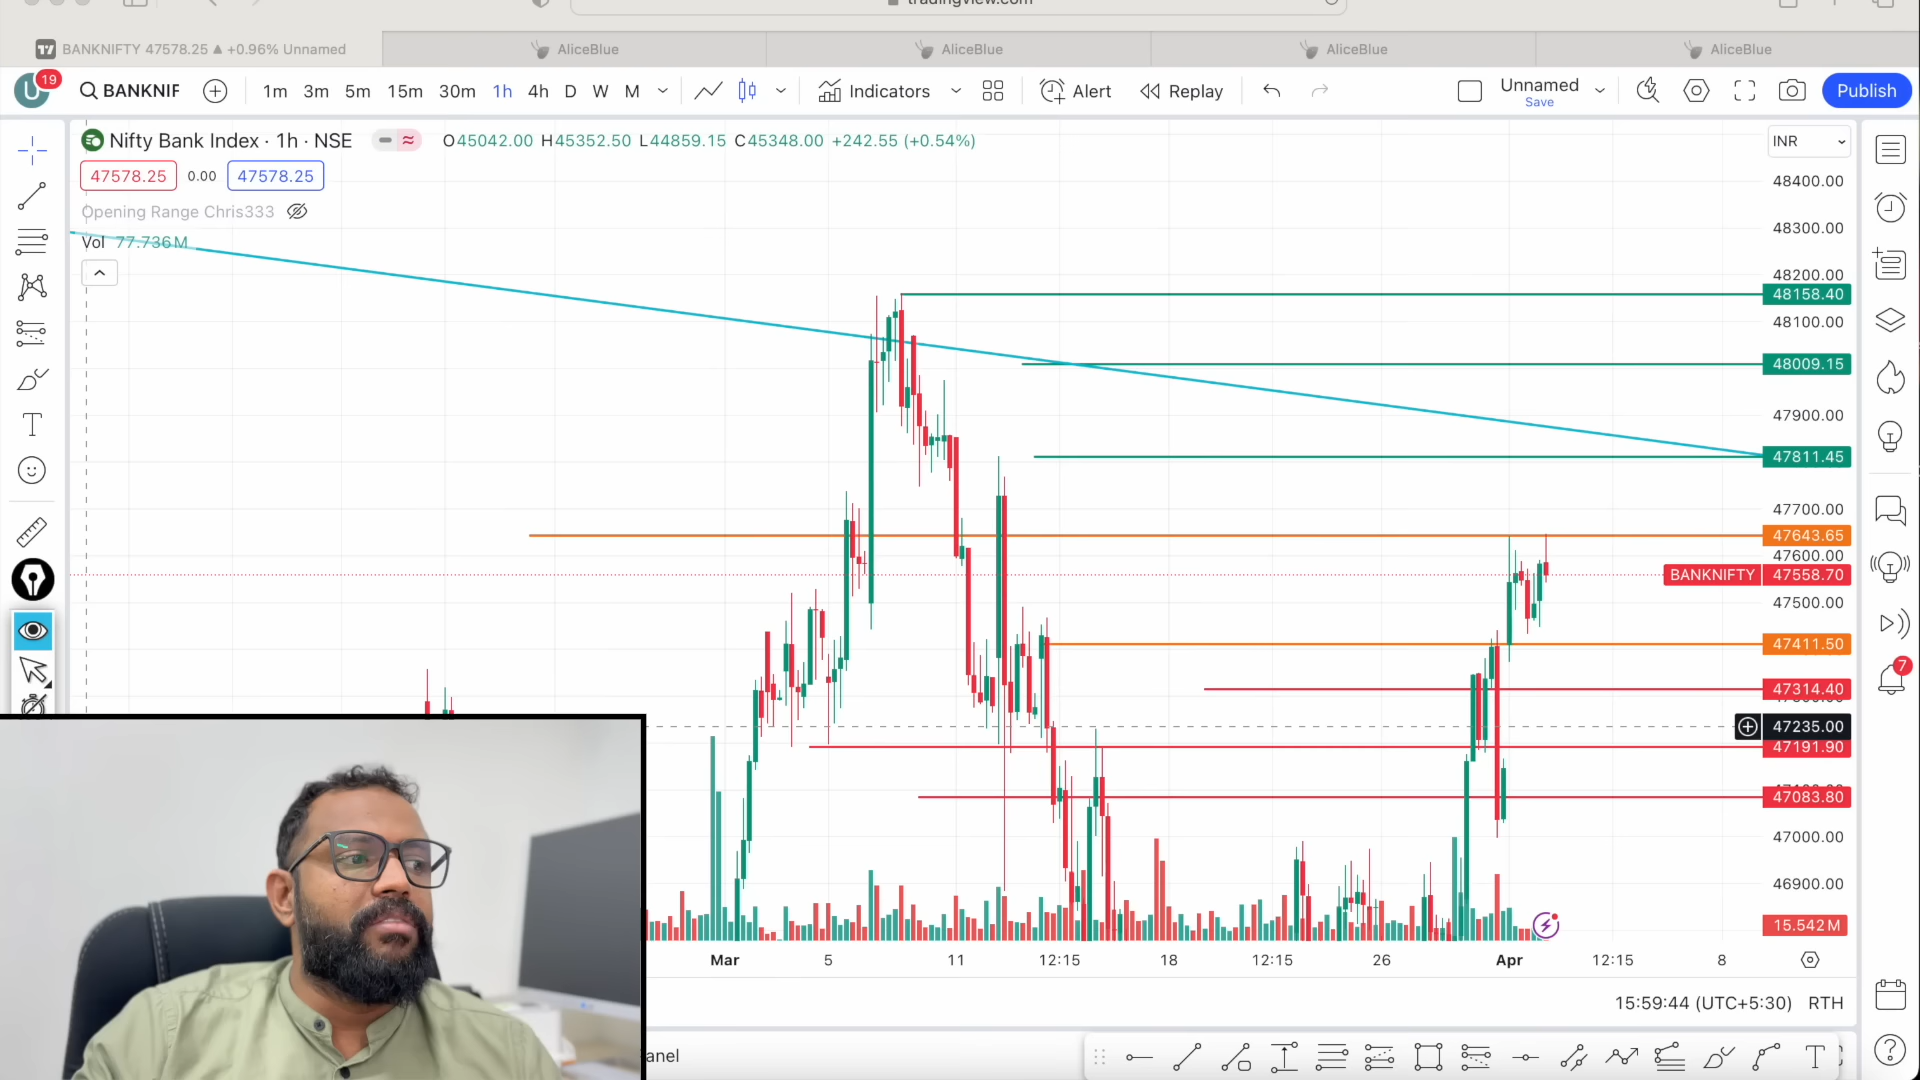 tradingview.com
BANKNIFTY 47578.25 ▲ +0.96% Unnamed
AliceBlue
AliceBlue
AliceBlue
AliceBlue
U
19
BANKNIF
1m 3m 5m 15m 30m 1h 4h D W M
Indicators
Alert
Replay
Unnamed
Save
Publish
Nifty Bank Index · 1h · NSE
O45042.00 H45352.50 L44859.15 C45348.00 +242.55 (+0.54%)
INR
47578.25 0.00 47578.25
Opening Range Chris333
Vol 77.736M
48400.00
48300.00
48200.00
48158.40
48100.00
48009.15
47900.00
47811.45
47700.00
47643.65
47600.00
BANKNIFTY 47558.70
47500.00
47411.50
47314.40
47235.00
47191.90
47083.80
47000.00
46900.00
15.542M
7
Mar 5 11 12:15 18 12:15 26 Apr 12:15 8
15:59:44 (UTC+5:30) RTH
anel